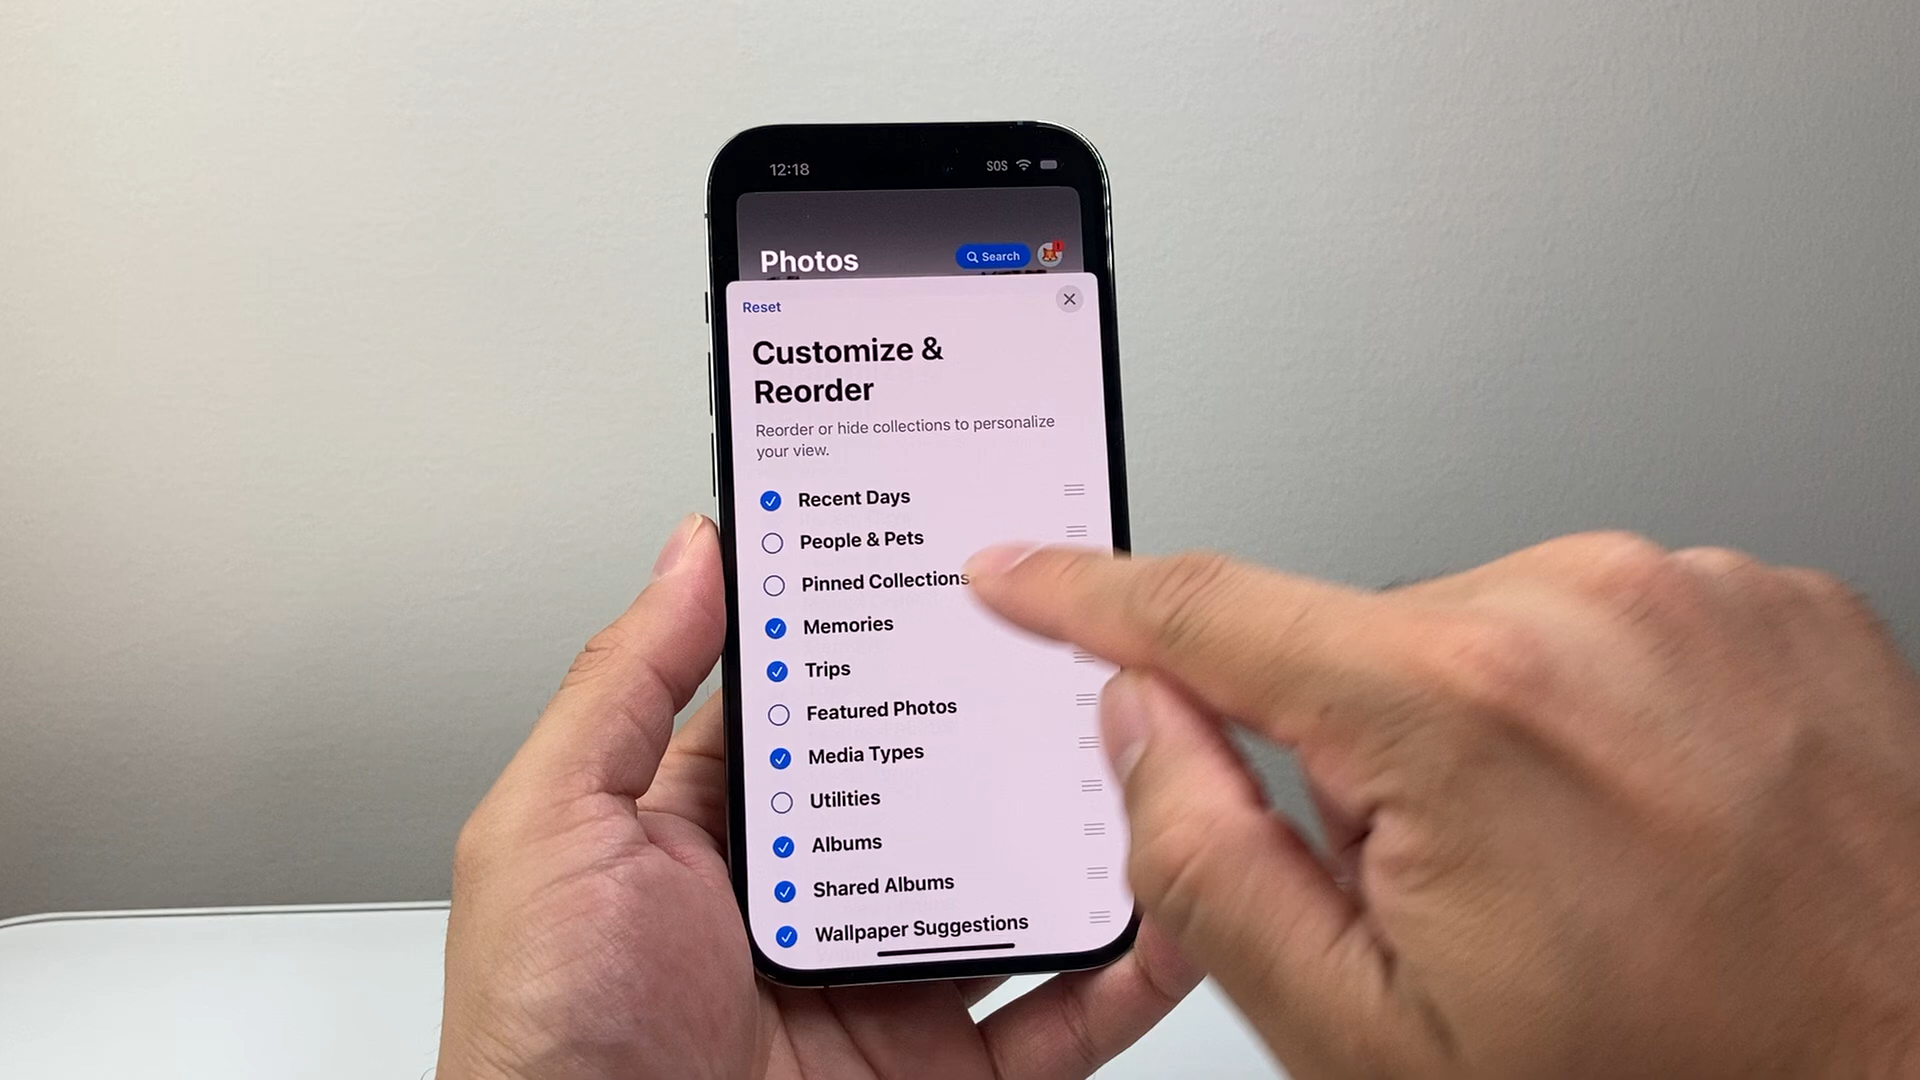 12:18
SOS
Photos
Search
Reset
Customize &
Reorder
Reorder or hide collections to personalize
your view.
Recent Days
People & Pets
Pinned Collections
Memories
Trips
Featured Photos
Media Types
Utilities
Albums
Shared Albums
Wallpaper Suggestions